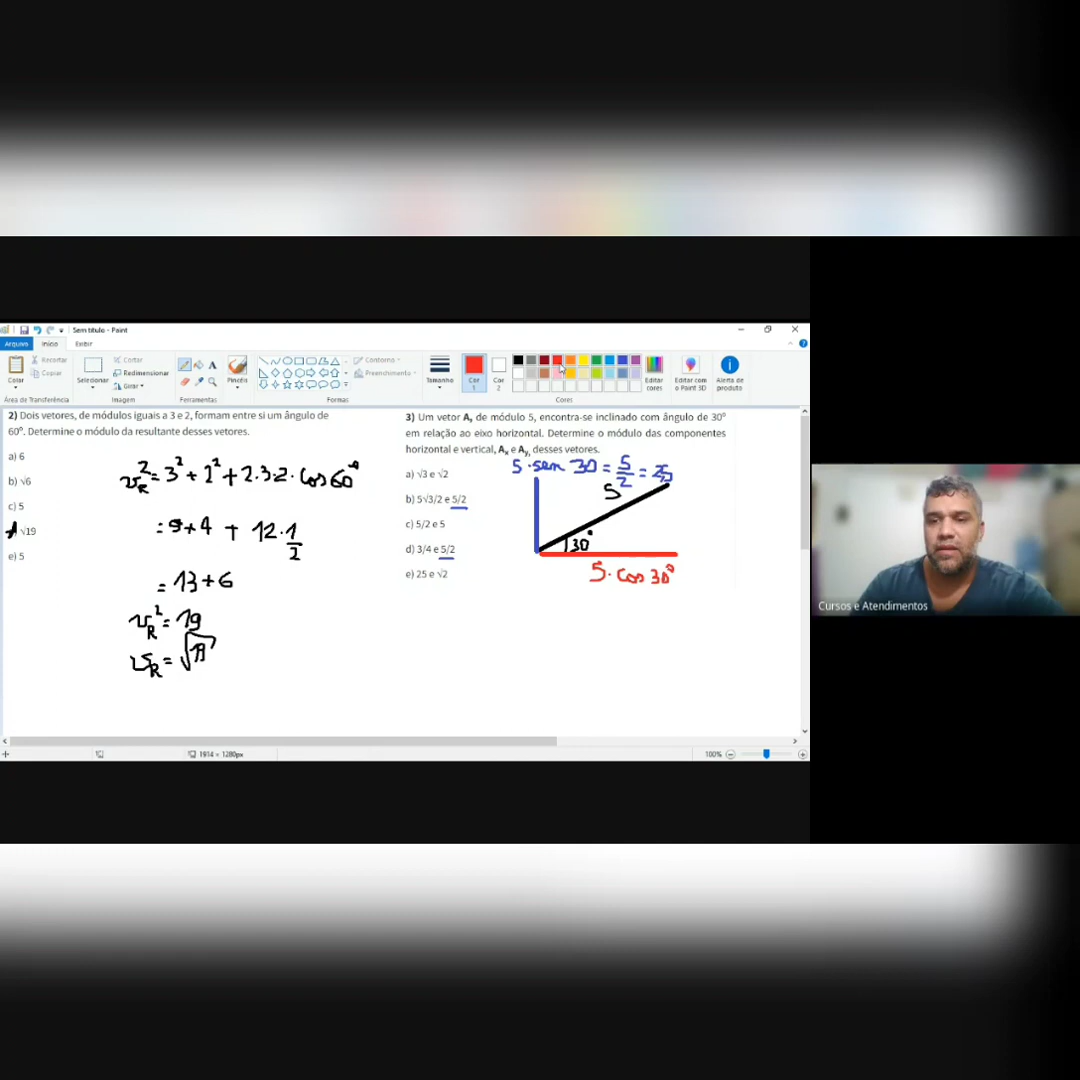 Sem título - Paint
Arquivo Início Exibir
Colar
Recortar
Copiar
Área de Transferência
Selecionar
Cortar
Redimensionar
Girar
Imagem
A
Ferramentas
Pincéis
Contorno
Preenchimento
Formas
Tamanho
Cor 1
Cor 2
Cores
Editar cores
Editar com o Paint 3D
Alerta de produto
2) Dois vetores, de módulos iguais a 3 e 2, formam entre si um ângulo de
60º. Determine o módulo da resultante desses vetores.
a) 6
b) √6
c) 5
√19
e) 5
v_R² = 3² + 2² + 2.3.2. cos 60°
= 9+4 + 12.1/2
= 13+6
v_R² = 19
v_R = √19
3) Um vetor A, de módulo 5, encontra-se inclinado com ângulo de 30º
em relação ao eixo horizontal. Determine o módulo das componentes
horizontal e vertical, Ax e Ay, desses vetores.
a) √3 e √2
b) 5√3/2 e 5/2
c) 5/2 e 5
d) 3/4 e 5/2
e) 25 e √2
5.sen 30 = 5/2 =
5
30°
5.cos 30°
Cursos e Atendimentos
1914 × 1280px
100%